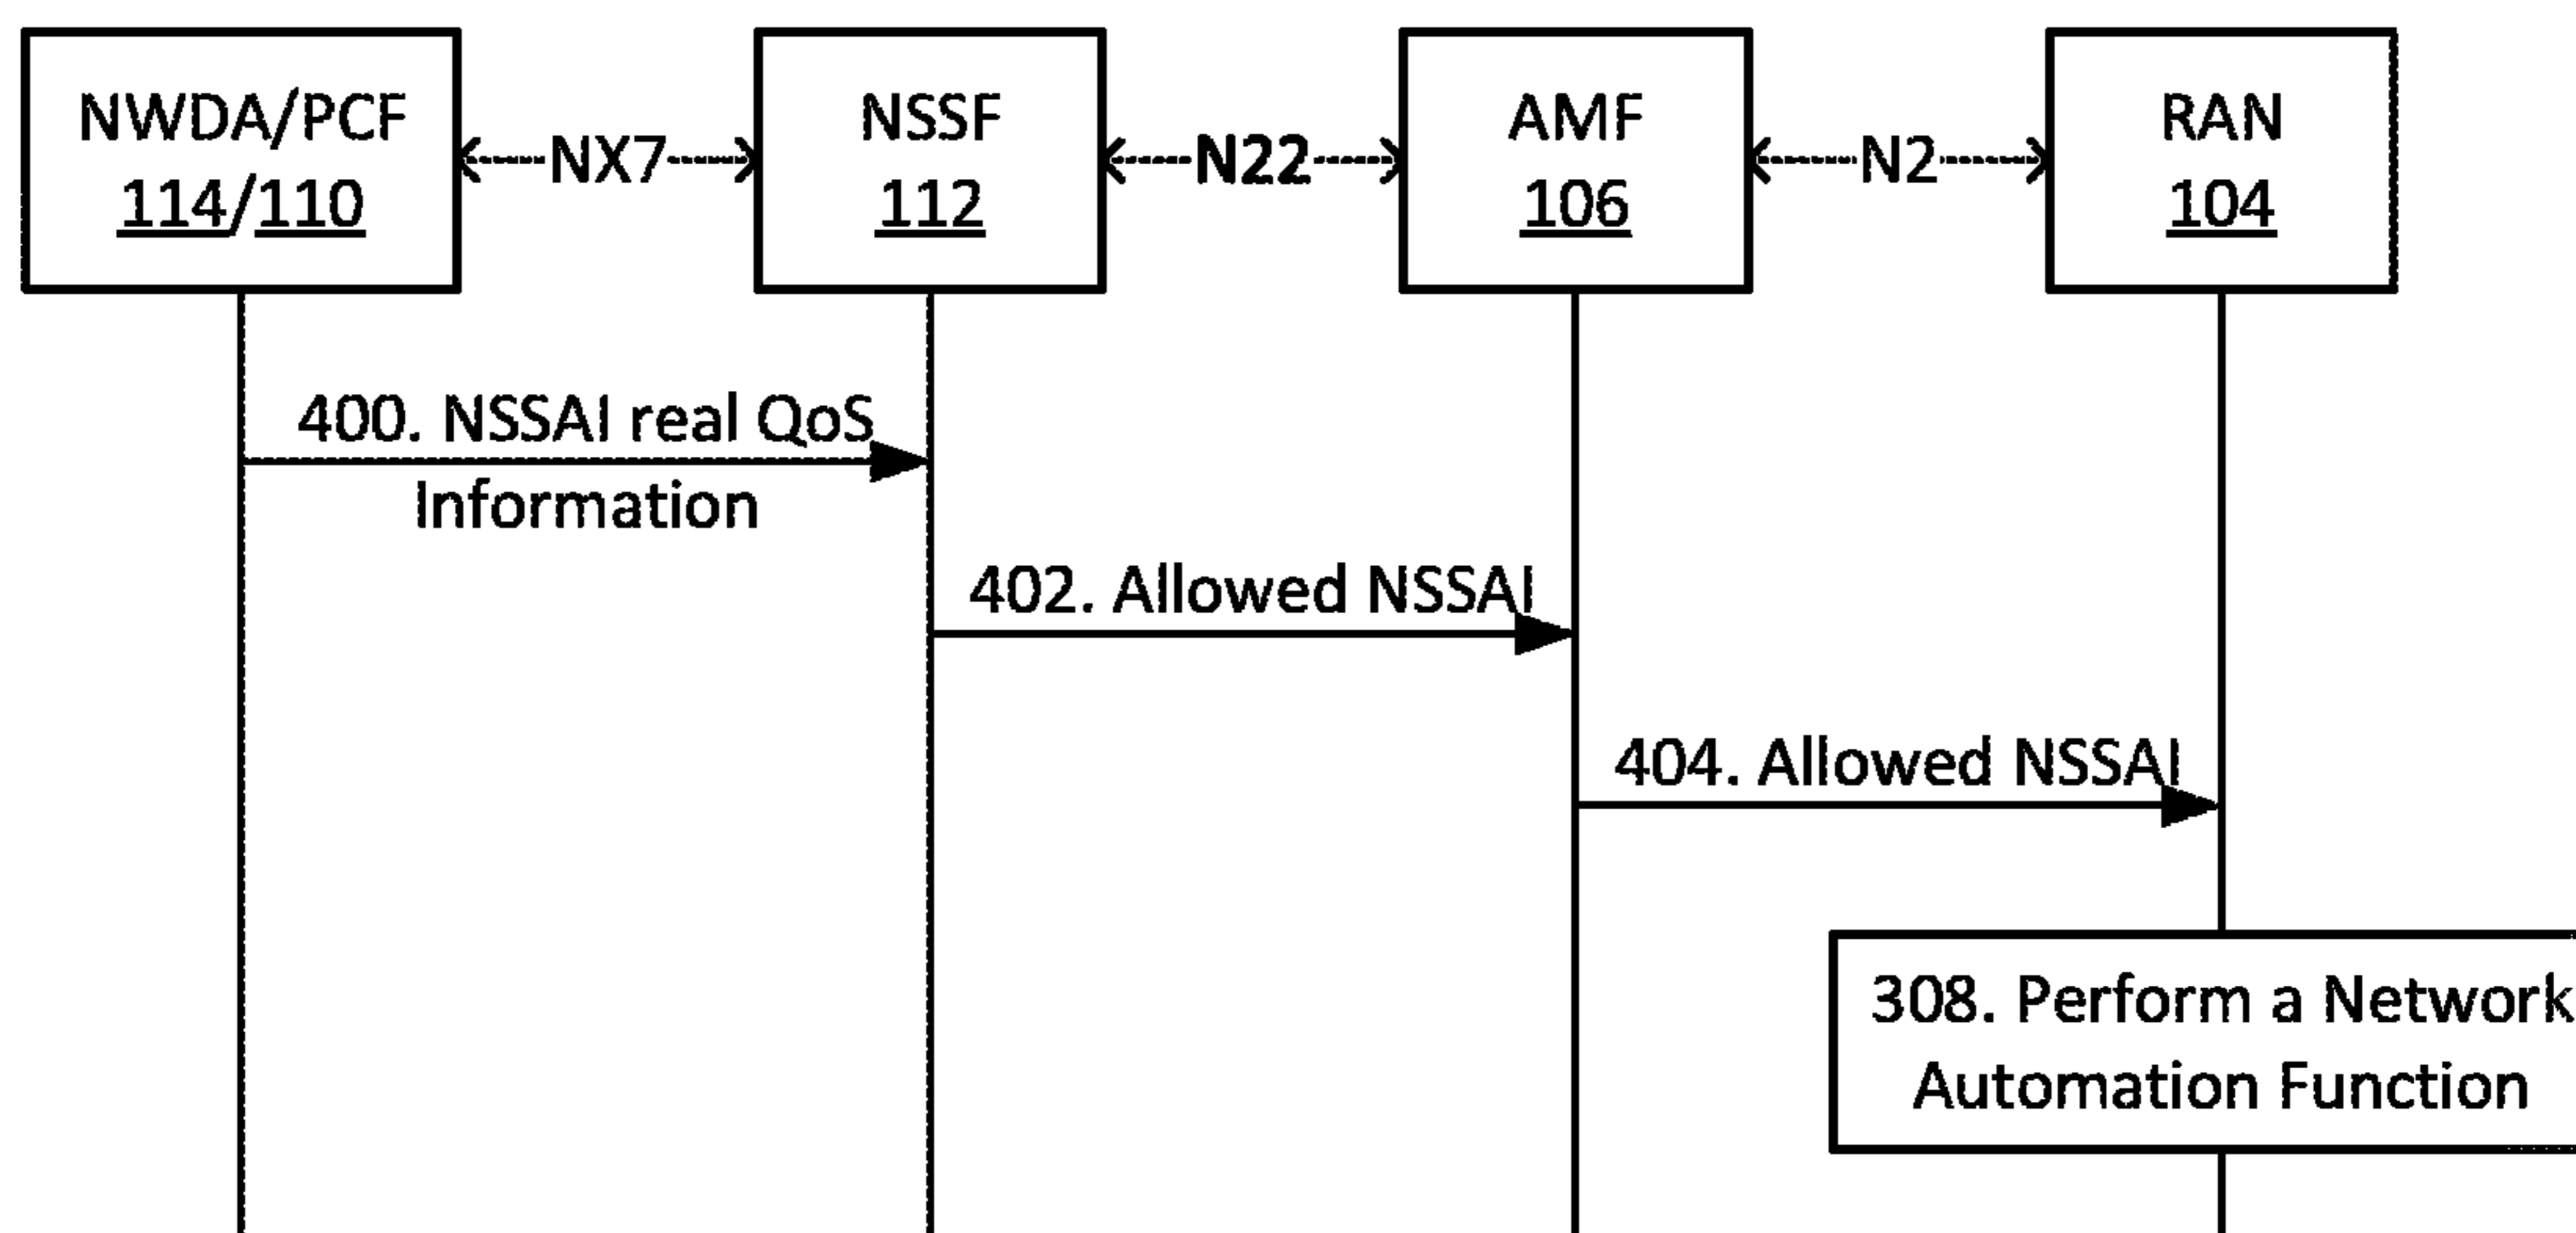 NWDA/PCF
114/110
NX7
NSSF
112
N22
AMF
106
N2
RAN
104
400. NSSAI real QoS
Information
402. Allowed NSSAI
404. Allowed NSSAI
308. Perform a Network
Automation Function